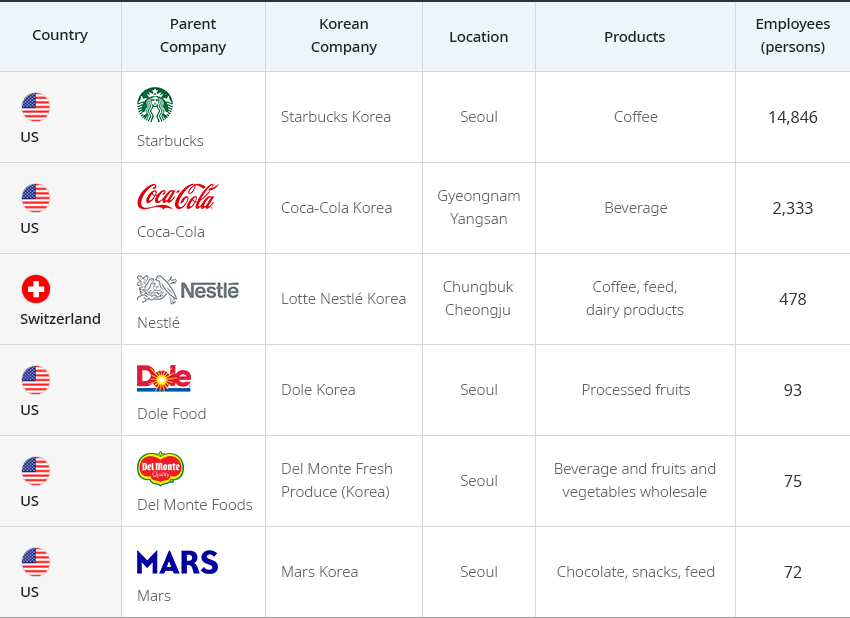 Country
Parent
Company
Korean
Company
Location
Products
Employees
(persons)
US
Starbucks
Starbucks Korea
Seoul
Coffee
14,846
US
Coca-Cola
Coca-Cola
Coca-Cola Korea
Gyeongnam
Yangsan
Beverage
2,333
Switzerland
Nestlé
Nestlé
Lotte Nestlé Korea
Chungbuk
Cheongju
Coffee, feed,
dairy products
478
US
Dole
Dole Food
Dole Korea
Seoul
Processed fruits
93
US
Del Monte
Quality
Del Monte Foods
Del Monte Fresh
Produce (Korea)
Seoul
Beverage and fruits and
vegetables wholesale
75
US
MARS
Mars
Mars Korea
Seoul
Chocolate, snacks, feed
72